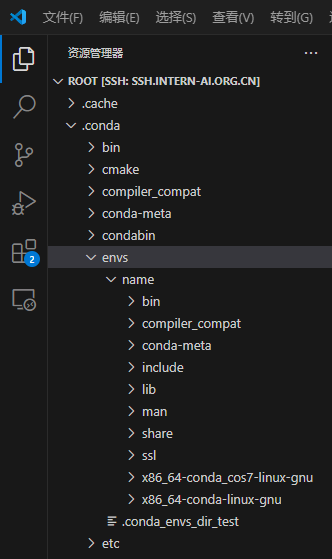 文件(F) 编辑(E) 选择(S) 查看(V) 转到(G)
资源管理器
ROOT [SSH: SSH.INTERN-AI.ORG.CN]
.cache
.conda
bin
cmake
compiler_compat
conda-meta
condabin
envs
name
bin
compiler_compat
conda-meta
include
lib
man
share
ssl
x86_64-conda_cos7-linux-gnu
x86_64-conda-linux-gnu
.conda_envs_dir_test
etc
2